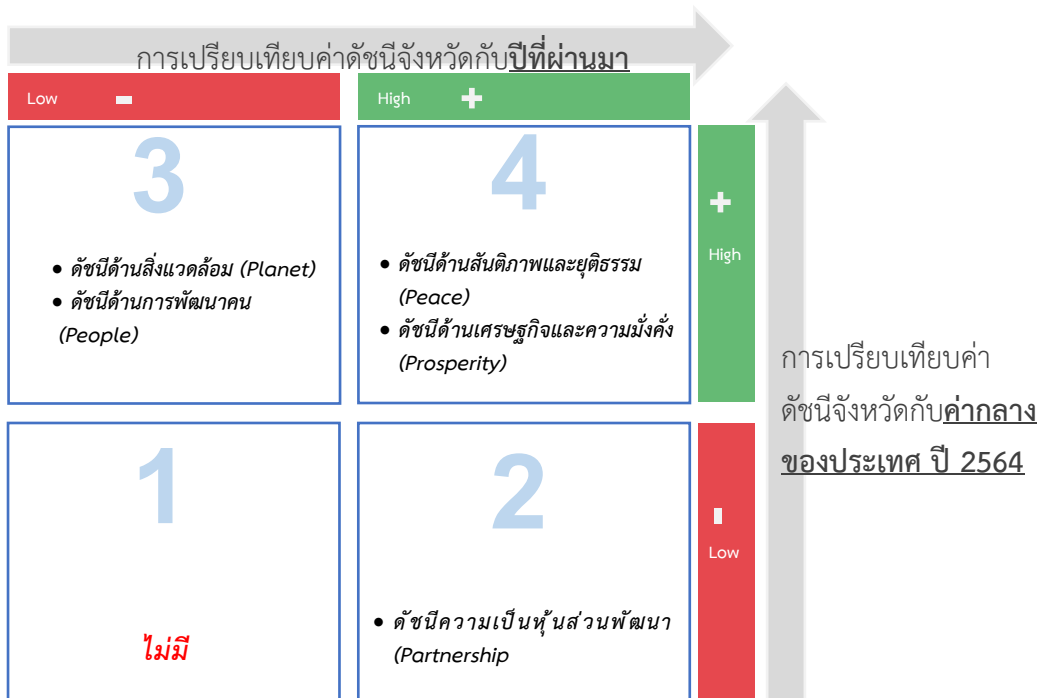 การเปรียบเทียบค่าดัชนีจังหวัดกับปีที่ผ่านมา
Low -
High +
3
• ดัชนีด้านสิ่งแวดล้อม (Planet)
• ดัชนีด้านการพัฒนาคน
(People)
4
• ดัชนีด้านสันติภาพและยุติธรรม
(Peace)
• ดัชนีด้านเศรษฐกิจและความมั่งคั่ง
(Prosperity)
+
High
การเปรียบเทียบค่า
ดัชนีจังหวัดกับค่ากลาง
ของประเทศ ปี 2564
1
ไม่มี
2
• ดัชนีความเป็นหุ้นส่วนพัฒนา
(Partnership
-
Low